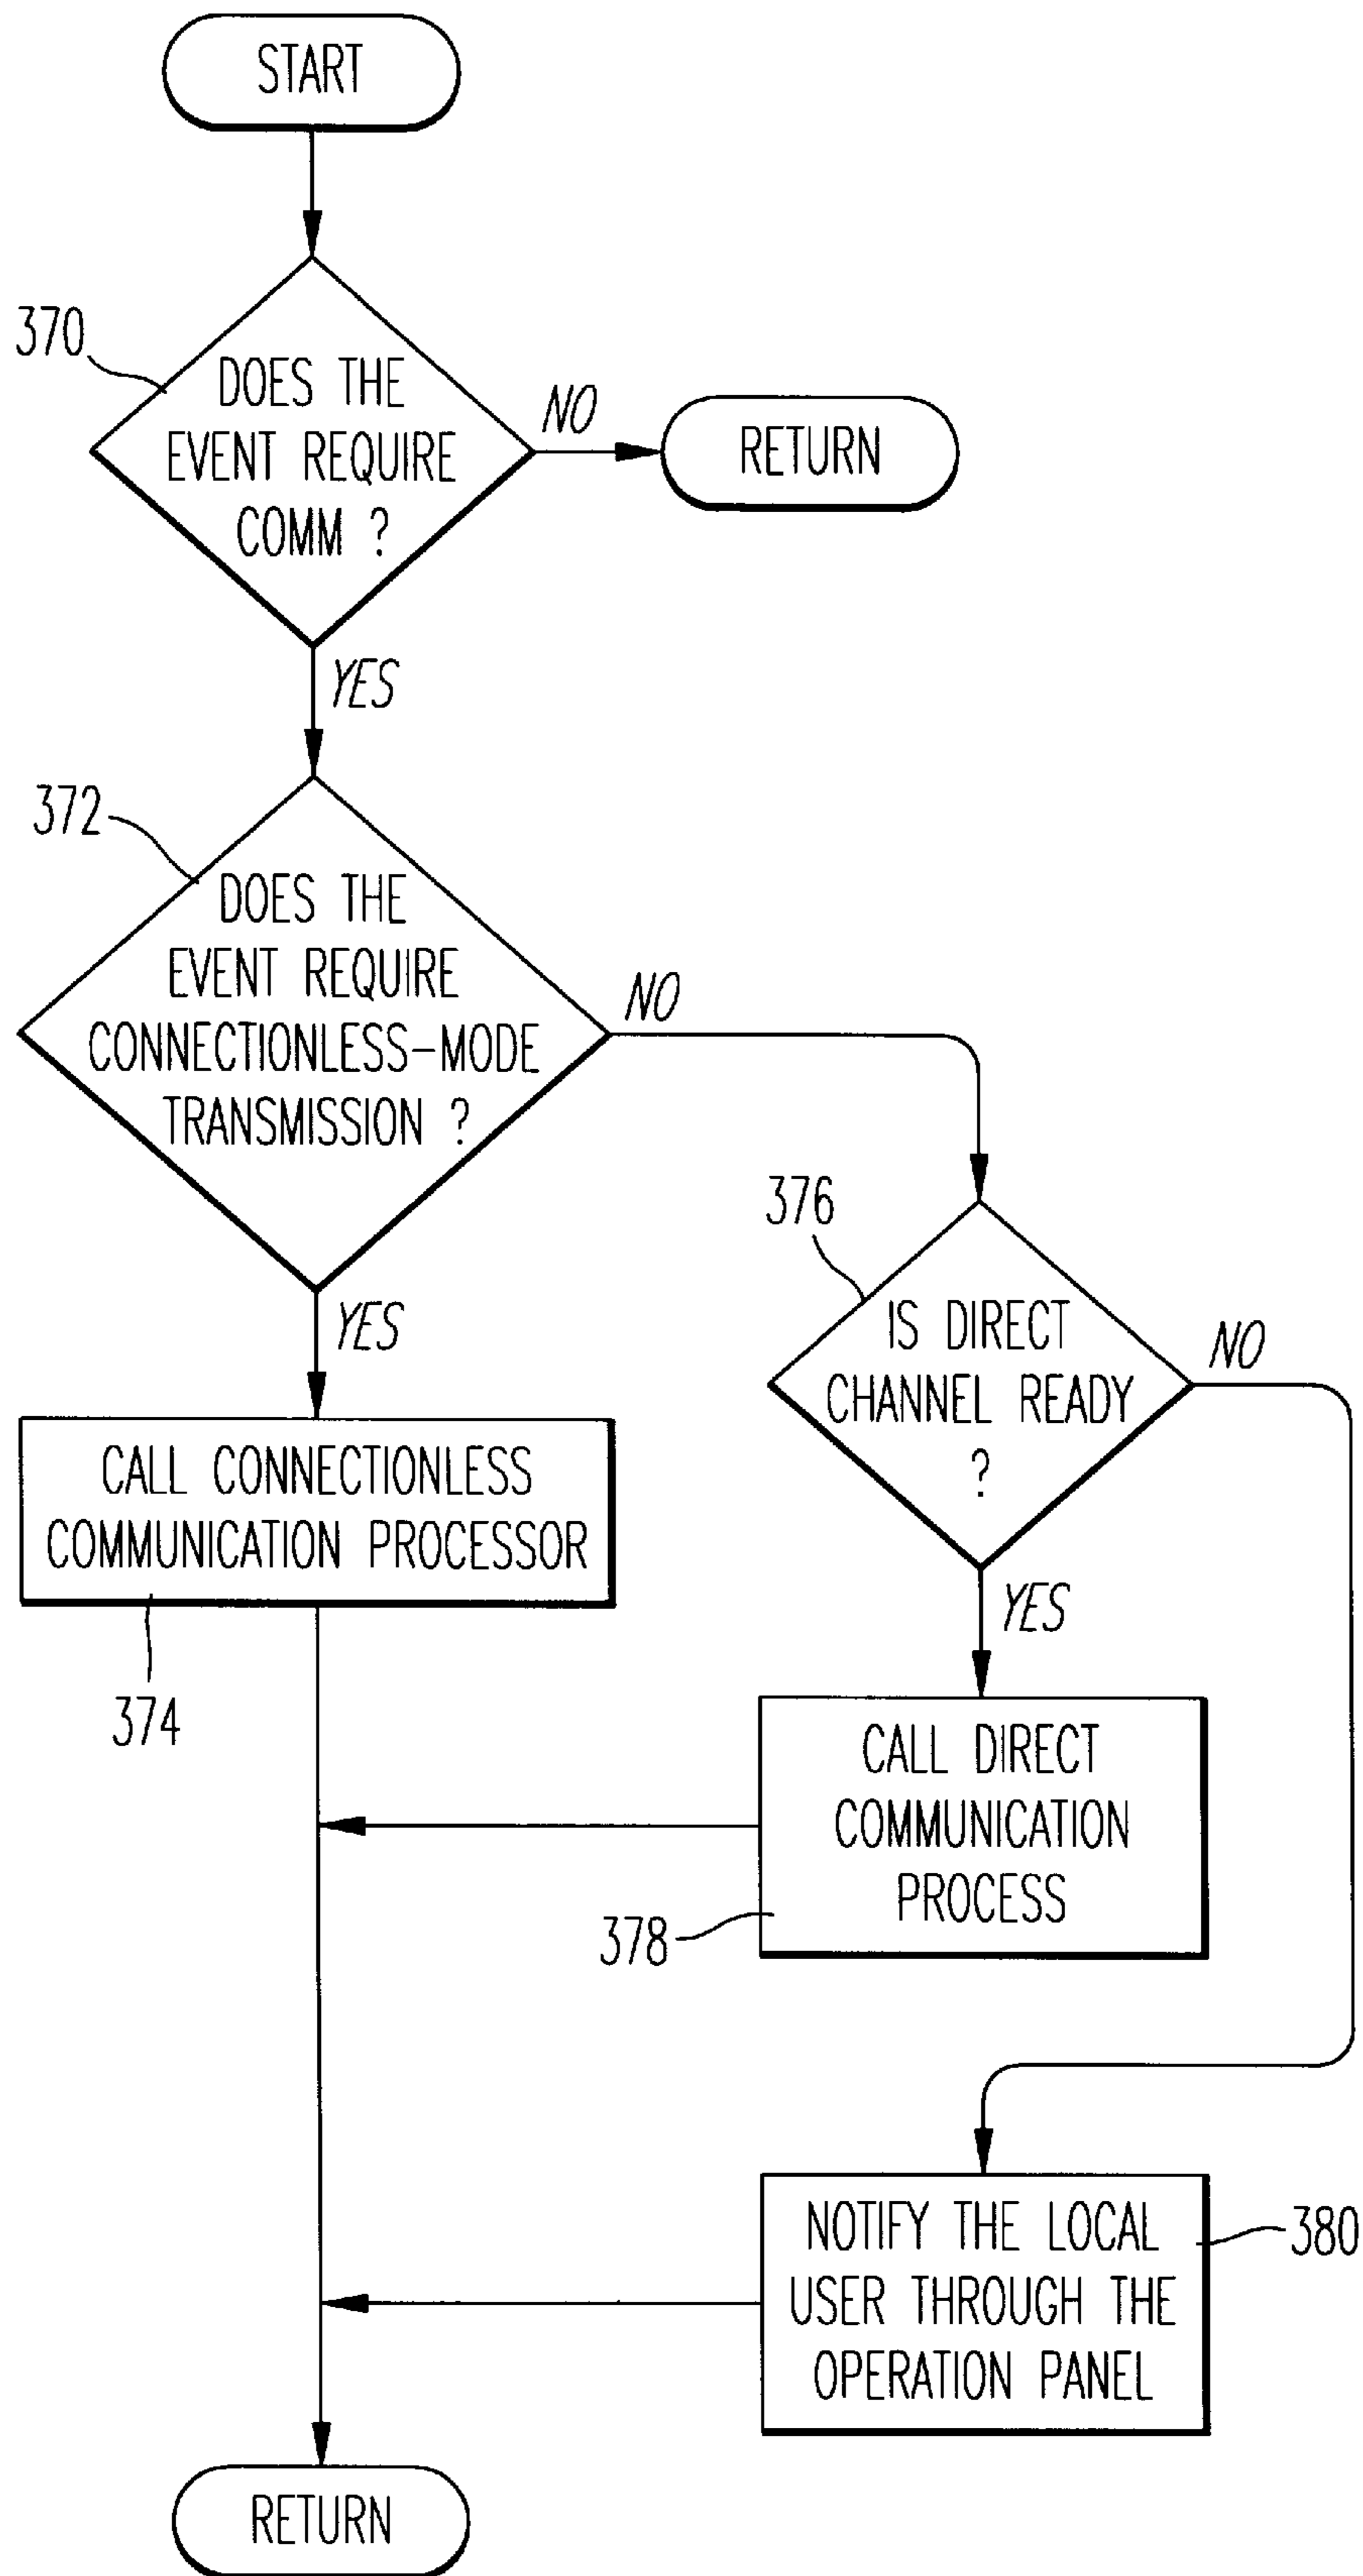 START
370
DOES THE
EVENT REQUIRE
COMM ?
NO
RETURN
YES
372
DOES THE
EVENT REQUIRE
CONNECTIONLESS-MODE
TRANSMISSION ?
NO
YES
376
IS DIRECT
CHANNEL READY
?
NO
YES
CALL CONNECTIONLESS
COMMUNICATION PROCESSOR
374
CALL DIRECT
COMMUNICATION
PROCESS
378
NOTIFY THE LOCAL
USER THROUGH THE
OPERATION PANEL
380
RETURN